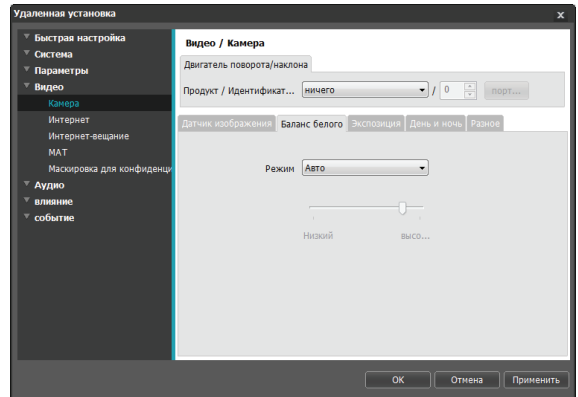 Удаленная установка
x
Быстрая настройка
Система
Параметры
Видео
Камера
Интернет
Интернет-вещание
МАТ
Маскировка для конфиденци
Аудио
влияние
событие
Видео / Камера
Двигатель поворота/наклона
Продукт / Идентификат... ничего / 0 порт...
Датчик изображения Баланс белого Экспозиция День и ночь Разное
Режим Авто
Низкий высо...
OK Отмена Применить